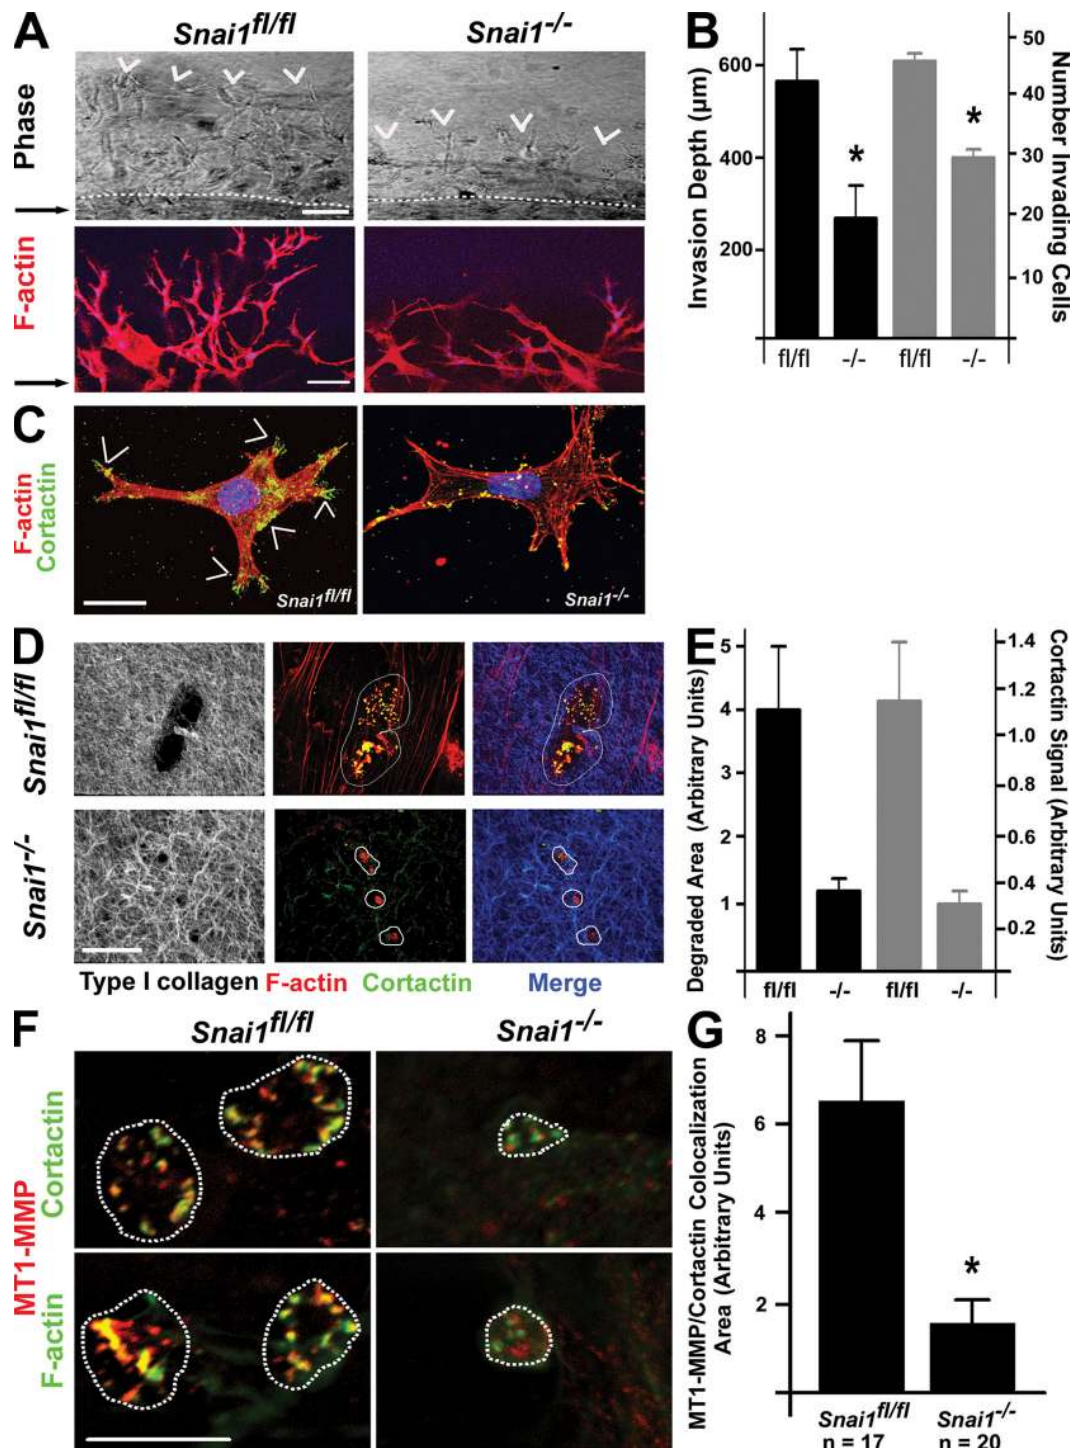 A
Snai1fl/fl
Snai1-/-
Phase
F-actin
B
Invasion Depth (µm)
600
400
200
50
40
30
20
10
Number Invading Cells
*
*
fl/fl
-/-
fl/fl
-/-
C
F-actin
Cortactin
Snai1fl/fl
Snai1-/-
D
Snai1fl/fl
Snai1-/-
Type I collagen
F-actin
Cortactin
Merge
E
Degraded Area (Arbitrary Units)
5
4
3
2
1
1.4
1.2
1.0
0.8
0.6
0.4
0.2
Cortactin Signal (Arbitrary Units)
fl/fl
-/-
fl/fl
-/-
F
Snai1fl/fl
Snai1-/-
MT1-MMP
Cortactin
F-actin
G
MT1-MMP/Cortactin Colocalization
Area (Arbitrary Units)
8
6
4
2
*
Snai1fl/fl
n = 17
Snai1-/-
n = 20